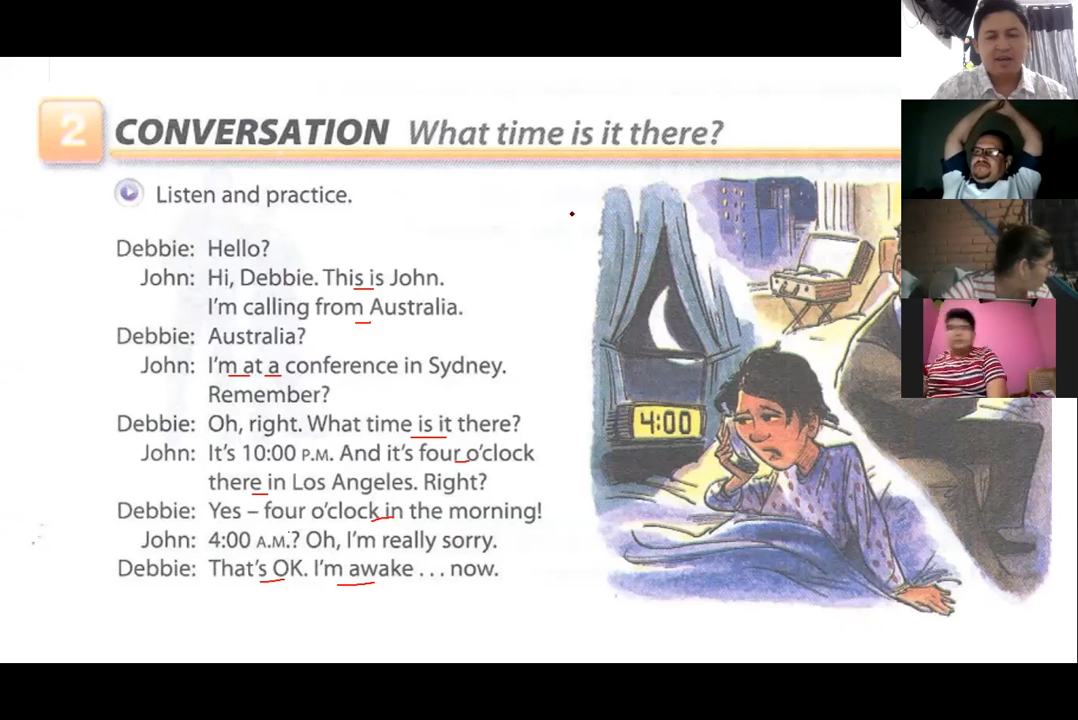 2 CONVERSATION What time is it there?
Listen and practice.
Debbie: Hello?
John: Hi, Debbie. This is John.
I'm calling from Australia.
Debbie: Australia?
John: I'm at a conference in Sydney.
Remember?
Debbie: Oh, right. What time is it there?
John: It's 10:00 P.M. And it's four o'clock
there in Los Angeles. Right?
Debbie: Yes – four o'clock in the morning!
John: 4:00 A.M.? Oh, I'm really sorry.
Debbie: That's OK. I'm awake . . . now.
4:00